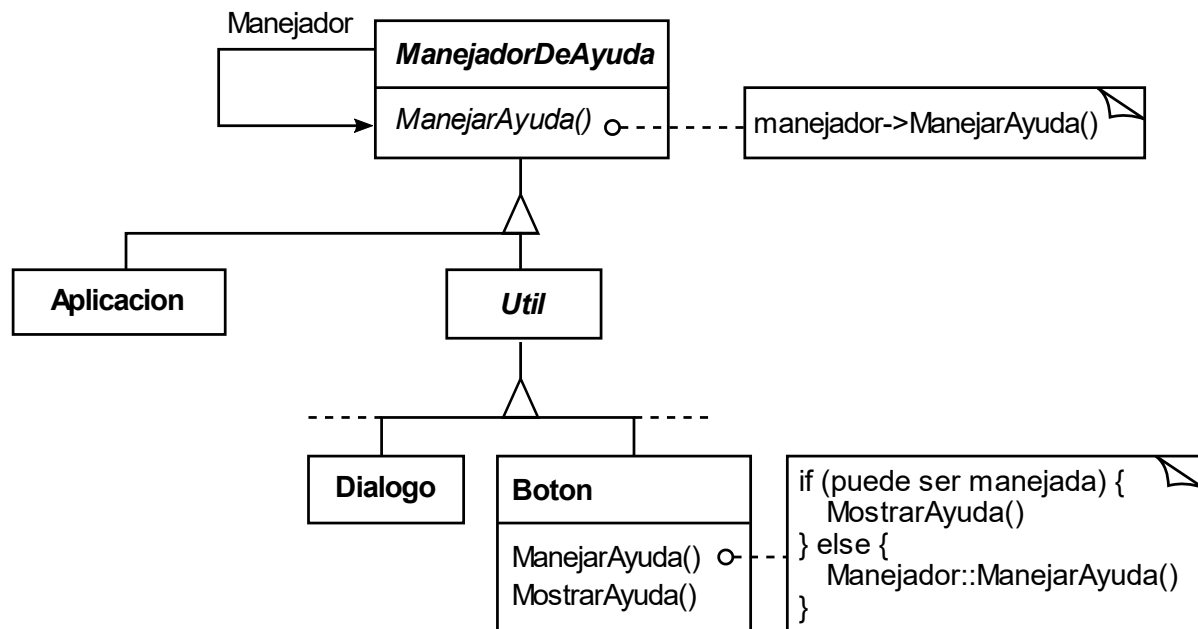 Manejador
ManejadorDeAyuda
ManejarAyuda()
manejador->ManejarAyuda()
Aplicacion
Util
Dialogo
Boton
ManejarAyuda()
MostrarAyuda()
if (puede ser manejada) {
MostrarAyuda()
} else {
Manejador::ManejarAyuda()
}